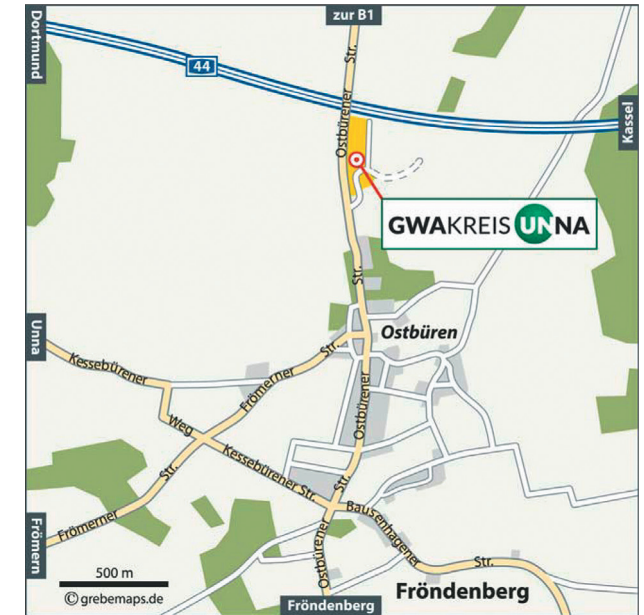 zur B1
Dortmund
44
Kassel
Ostbürener
Str.
GWAKREIS UNNA
Str.
Ostbüren
Unna
Kessebürener
Weg
Frömerner
Str.
Ostbürener
Str.
Kessebürener Str.
Str.
Frömerner
Frömern
Bausenhagener
Str.
Ostbürener
Fröndenberg
500 m
© grebemaps.de
Fröndenberg